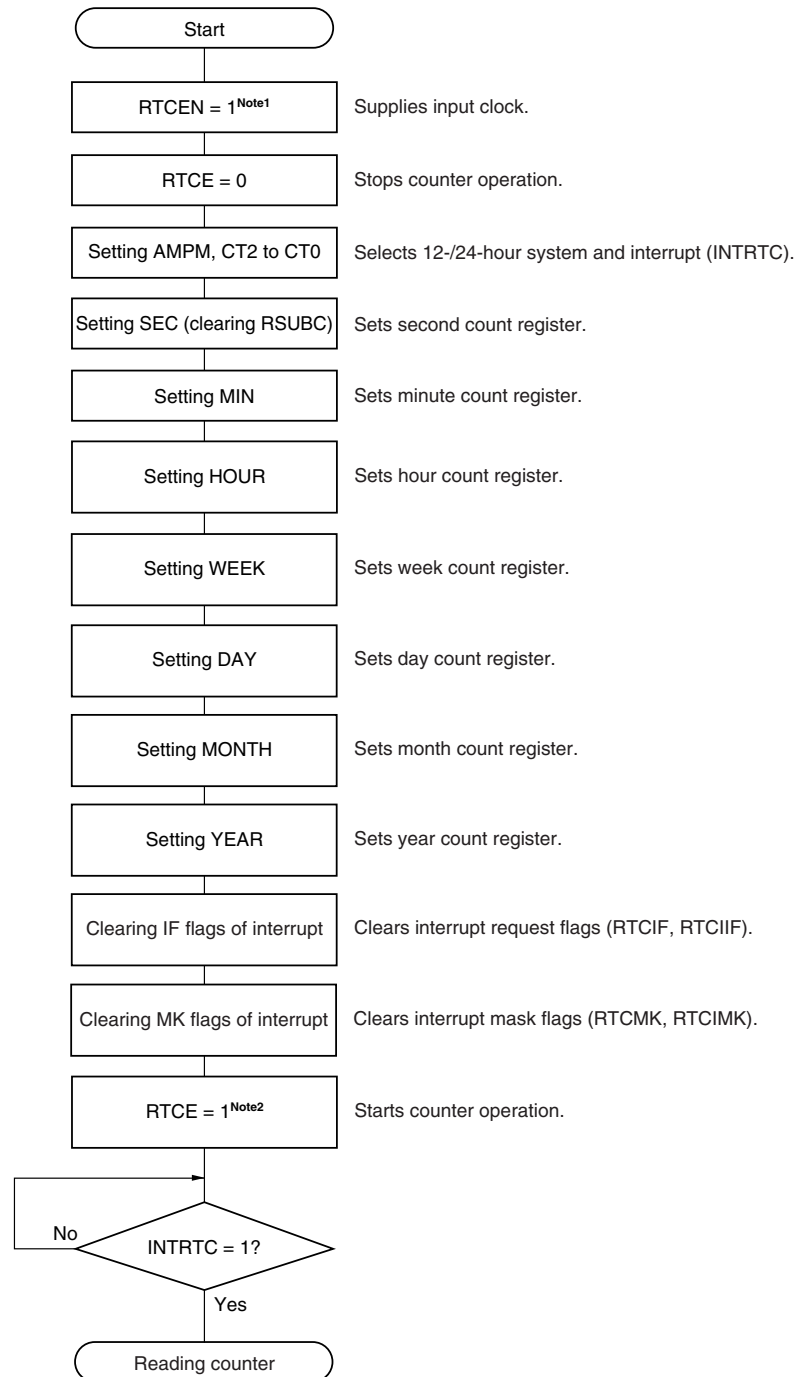 Start
RTCEN = 1Note1 Supplies input clock.
RTCE = 0 Stops counter operation.
Setting AMPM, CT2 to CT0 Selects 12-/24-hour system and interrupt (INTRTC).
Setting SEC (clearing RSUBC) Sets second count register.
Setting MIN Sets minute count register.
Setting HOUR Sets hour count register.
Setting WEEK Sets week count register.
Setting DAY Sets day count register.
Setting MONTH Sets month count register.
Setting YEAR Sets year count register.
Clearing IF flags of interrupt Clears interrupt request flags (RTCIF, RTCIIF).
Clearing MK flags of interrupt Clears interrupt mask flags (RTCMK, RTCIMK).
RTCE = 1Note2 Starts counter operation.
No
INTRTC = 1?
Yes
Reading counter